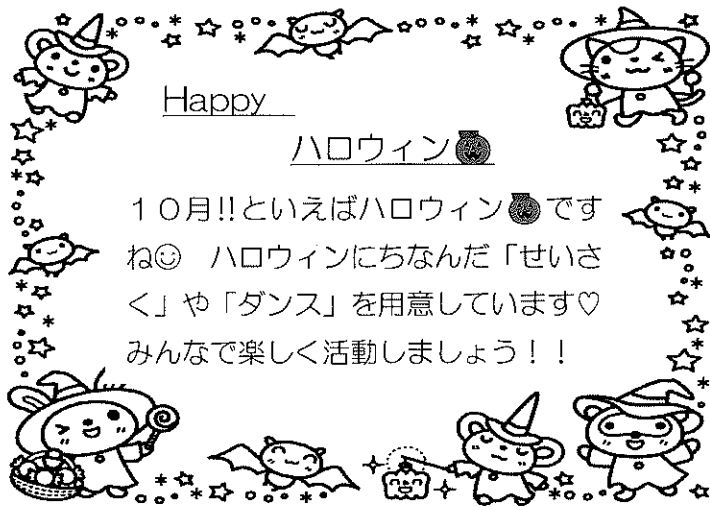 Happy
ハロウィン🎃
１０月!!といえばハロウィン🎃です
ね☺　ハロウィンにちなんだ「せいさ
く」や「ダンス」を用意しています♡
みんなで楽しく活動しましょう！！